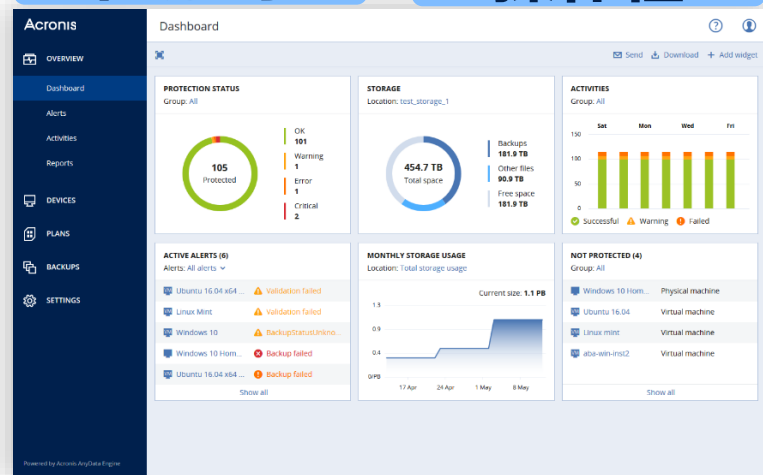 Acronis
Dashboard
OVERVIEW
Dashboard
Alerts
Activities
Reports
DEVICES
PLANS
BACKUPS
SETTINGS
Powered by Acronis AnyData Engine
Send
Download
+ Add widget
PROTECTION STATUS
Group: All
105
Protected
OK
101
Warning
1
Error
1
Critical
2
STORAGE
Location: test_storage_1
454.7 TB
Total space
Backups
181.9 TB
Other files
90.9 TB
Free space
181.9 TB
ACTIVITIES
Group: All
Sat Mon Wed Fri
150
100
50
0
Successful Warning Failed
ACTIVE ALERTS (6)
Alerts: All alerts
Ubuntu 16.04 x64 ... Validation failed
Linux Mint Validation failed
Windows 10 BackupStatusUnkno...
Windows 10 Hom... Backup failed
Ubuntu 16.04 x64 ... Backup failed
Show all
MONTHLY STORAGE USAGE
Location: Total storage usage
Current size: 1.1 PB
1.3
0.9
0.4
0/PB
17 Apr 24 Apr 1 May 8 May
NOT PROTECTED (4)
Group: All
Windows 10 Hom... Physical machine
Ubuntu 16.04 Virtual machine
Linux mint Virtual machine
aba-win-inst2 Virtual machine
Show all